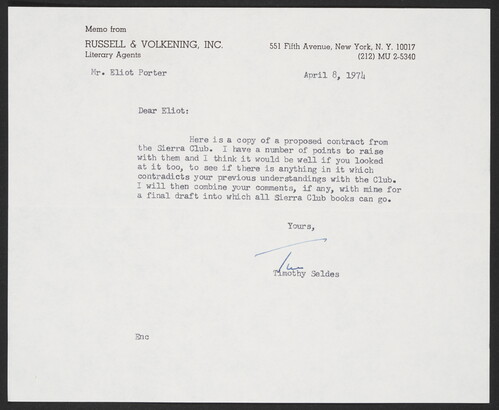 Memo from
RUSSELL & VOLKENING, INC.
Literary Agents
551 Fifth Avenue, New York, N. Y. 10017
(212) MU 2-5340
Mr. Eliot Porter
April 8, 1974
Dear Eliot:
Here is a copy of a proposed contract from
the Sierra Club. I have a number of points to raise
with them and I think it would be well if you looked
at it too, to see if there is anything in it which
contradicts your previous understandings with the Club.
I will then combine your comments, if any, with mine for
a final draft into which all Sierra Club books can go.
Yours,
Tim
Timothy Seldes
Enc